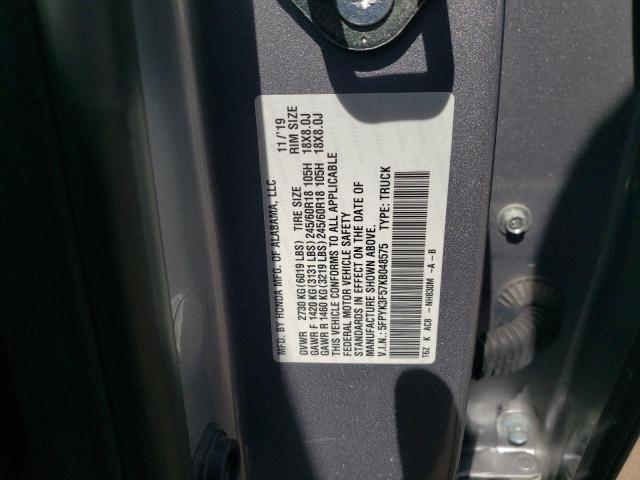 MFD. BY HONDA MFG. OF ALABAMA, LLC 11/'19
GVWR 2730 KG(6019 LBS) TIRE SIZE RIM SIZE
GAWR F 1420 KG(3131 LBS) 245/60R18 105H 18X8.0J
GAWR R 1460 KG(3219 LBS) 245/60R18 105H 18X8.0J
THIS VEHICLE CONFORMS TO ALL APPLICABLE
FEDERAL MOTOR VEHICLE SAFETY
STANDARDS IN EFFECT ON THE DATE OF
MANUFACTURE SHOWN ABOVE.
V.I.N.: 5FPYK3F57KB048575 TYPE: TRUCK
T6Z K AC8 - NH830M -A-B